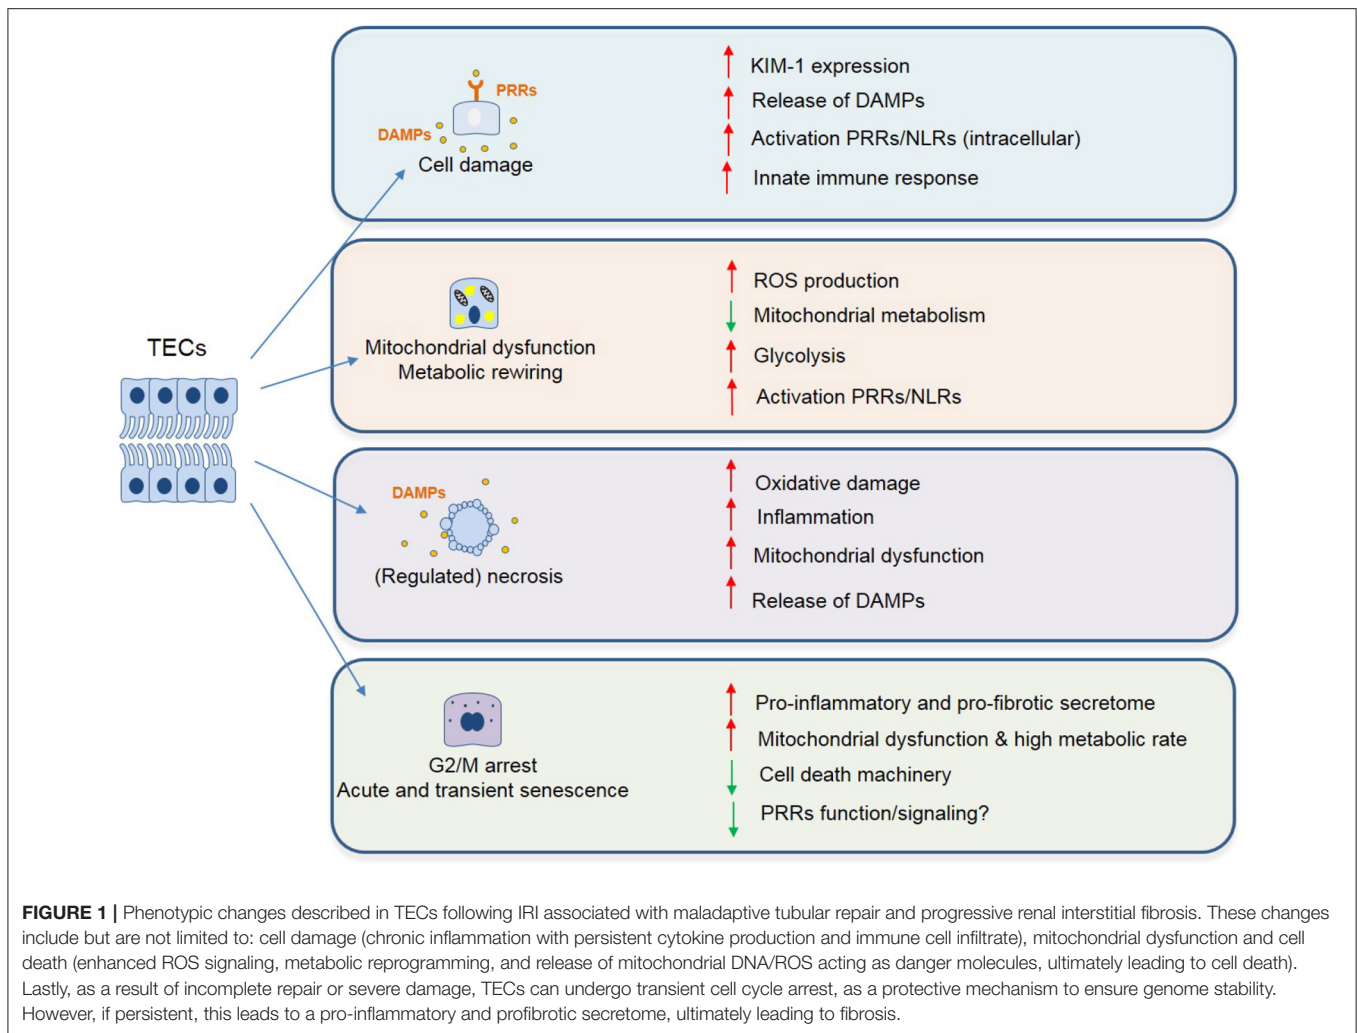 TECs
PRRs
DAMPs
Cell damage
KIM-1 expression
Release of DAMPs
Activation PRRs/NLRs (intracellular)
Innate immune response
Mitochondrial dysfunction
Metabolic rewiring
ROS production
Mitochondrial metabolism
Glycolysis
Activation PRRs/NLRs
DAMPs
(Regulated) necrosis
Oxidative damage
Inflammation
Mitochondrial dysfunction
Release of DAMPs
G2/M arrest
Acute and transient senescence
Pro-inflammatory and pro-fibrotic secretome
Mitochondrial dysfunction & high metabolic rate
Cell death machinery
PRRs function/signaling?
FIGURE 1 | Phenotypic changes described in TECs following IRI associated with maladaptive tubular repair and progressive renal interstitial fibrosis. These changes
include but are not limited to: cell damage (chronic inflammation with persistent cytokine production and immune cell infiltrate), mitochondrial dysfunction and cell
death (enhanced ROS signaling, metabolic reprogramming, and release of mitochondrial DNA/ROS acting as danger molecules, ultimately leading to cell death).
Lastly, as a result of incomplete repair or severe damage, TECs can undergo transient cell cycle arrest, as a protective mechanism to ensure genome stability.
However, if persistent, this leads to a pro-inflammatory and profibrotic secretome, ultimately leading to fibrosis.